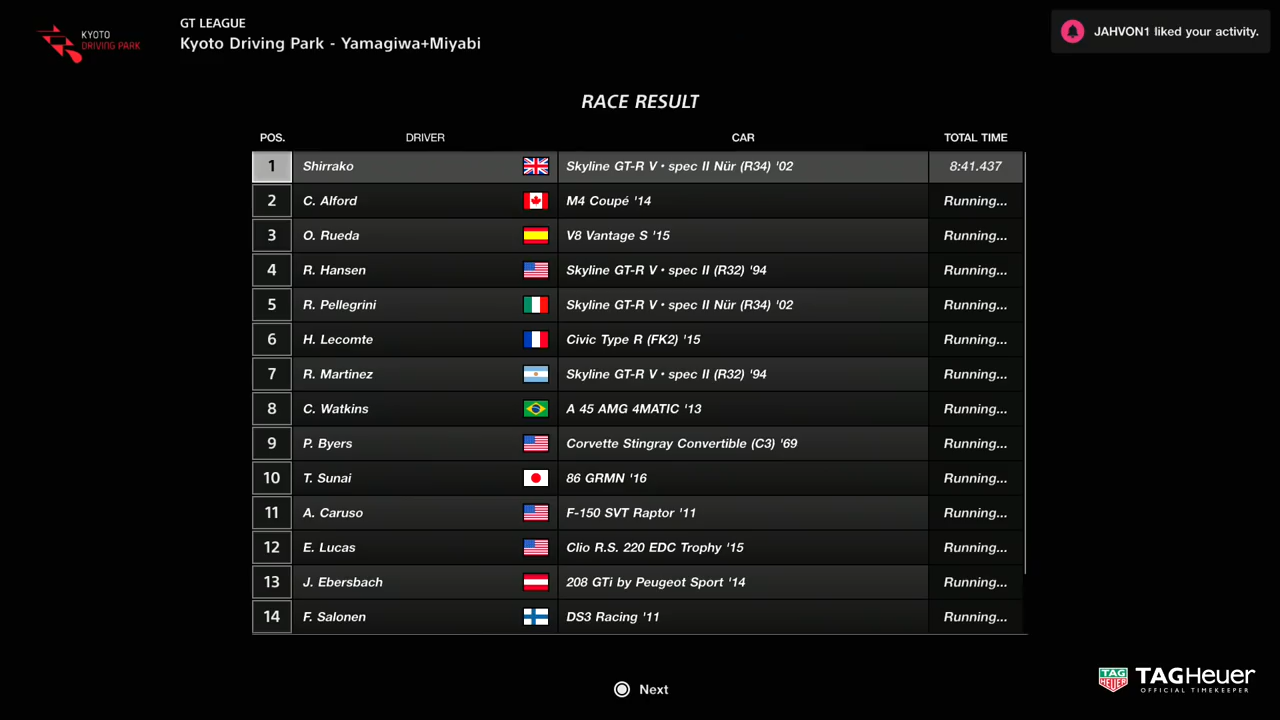 KYOTO
DRIVING PARK
GT LEAGUE
Kyoto Driving Park - Yamagiwa+Miyabi
JAHVON1 liked your activity.
RACE RESULT
POS. DRIVER CAR TOTAL TIME
1 Shirrako Skyline GT-R V・spec II Nür (R34) '02 8:41.437
2 C. Alford M4 Coupé '14 Running...
3 O. Rueda V8 Vantage S '15 Running...
4 R. Hansen Skyline GT-R V・spec II (R32) '94 Running...
5 R. Pellegrini Skyline GT-R V・spec II Nür (R34) '02 Running...
6 H. Lecomte Civic Type R (FK2) '15 Running...
7 R. Martinez Skyline GT-R V・spec II (R32) '94 Running...
8 C. Watkins A 45 AMG 4MATIC '13 Running...
9 P. Byers Corvette Stingray Convertible (C3) '69 Running...
10 T. Sunai 86 GRMN '16 Running...
11 A. Caruso F-150 SVT Raptor '11 Running...
12 E. Lucas Clio R.S. 220 EDC Trophy '15 Running...
13 J. Ebersbach 208 GTi by Peugeot Sport '14 Running...
14 F. Salonen DS3 Racing '11 Running...
Next
TAG
HEUER
TAGHeuer
OFFICIAL TIMEKEEPER